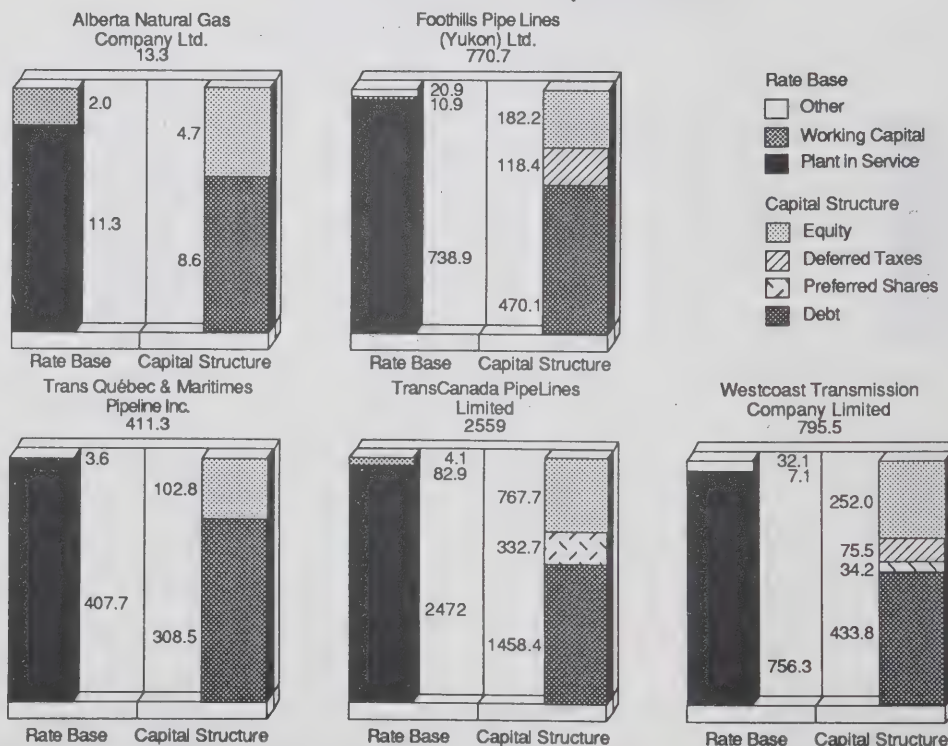 Alberta Natural Gas
Company Ltd.
13.3
2.0
4.7
11.3
8.6
Rate Base Capital Structure
Foothills Pipe Lines
(Yukon) Ltd.
770.7
20.9
10.9
182.2
118.4
738.9
470.1
Rate Base Capital Structure
Rate Base
Other
Working Capital
Plant in Service
Capital Structure
Equity
Deferred Taxes
Preferred Shares
Debt
Trans Québec & Maritimes
Pipeline Inc.
411.3
3.6
102.8
407.7
308.5
Rate Base Capital Structure
TransCanada PipeLines
Limited
2559
4.1
82.9
767.7
332.7
2472
1458.4
Rate Base Capital Structure
Westcoast Transmission
Company Limited
795.5
32.1
7.1
252.0
75.5
34.2
433.8
756.3
Rate Base Capital Structure